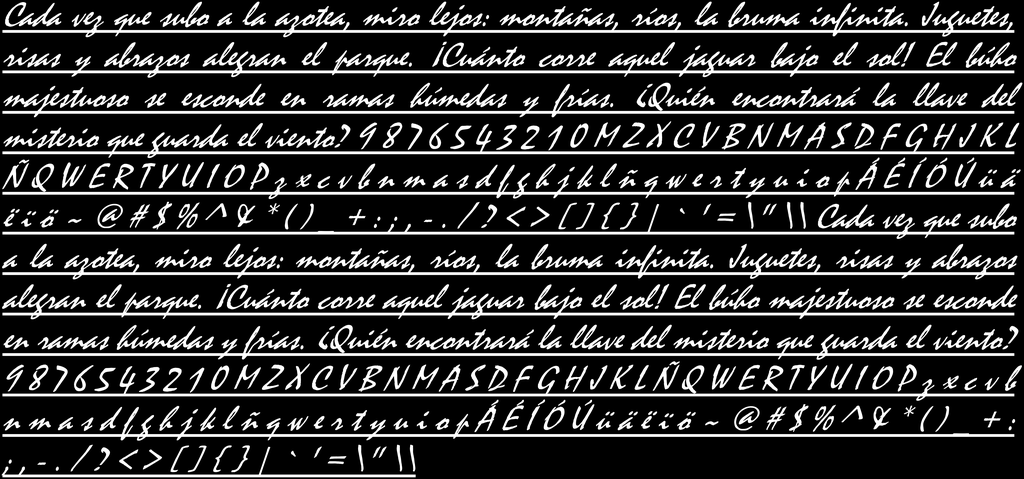 Cada vez que subo a la azotea, miro lejos: montañas, ríos, la bruma infinita. Juguetes,
risas y abrazos alegran el parque. ¡Cuánto corre aquel jaguar bajo el sol! El búho
majestuoso se esconde en ramas húmedas y frías. ¿Quién encontrará la llave del
misterio que guarda el viento? 9 8 7 6 5 4 3 2 1 0 M Z X C V B N M A S D F G H J K L
Ñ Q W E R T Y U I O P z x c v b n m a s d f g h j k l ñ q w e r t y u i o p Á É Í Ó Ú ü ä
ë ï ö ~ @ # $ % ^ & * ( ) _ + : ; , - . / ? < > [ ] { } | ` ' = \ " \\ Cada vez que subo
a la azotea, miro lejos: montañas, ríos, la bruma infinita. Juguetes, risas y abrazos
alegran el parque. ¡Cuánto corre aquel jaguar bajo el sol! El búho majestuoso se esconde
en ramas húmedas y frías. ¿Quién encontrará la llave del misterio que guarda el viento?
9 8 7 6 5 4 3 2 1 0 M Z X C V B N M A S D F G H J K L Ñ Q W E R T Y U I O P z x c v b
n m a s d f g h j k l ñ q w e r t y u i o p Á É Í Ó Ú ü ä ë ï ö ~ @ # $ % ^ & * ( ) _ + :
; , - . / ? < > [ ] { } | ` ' = \ " \\